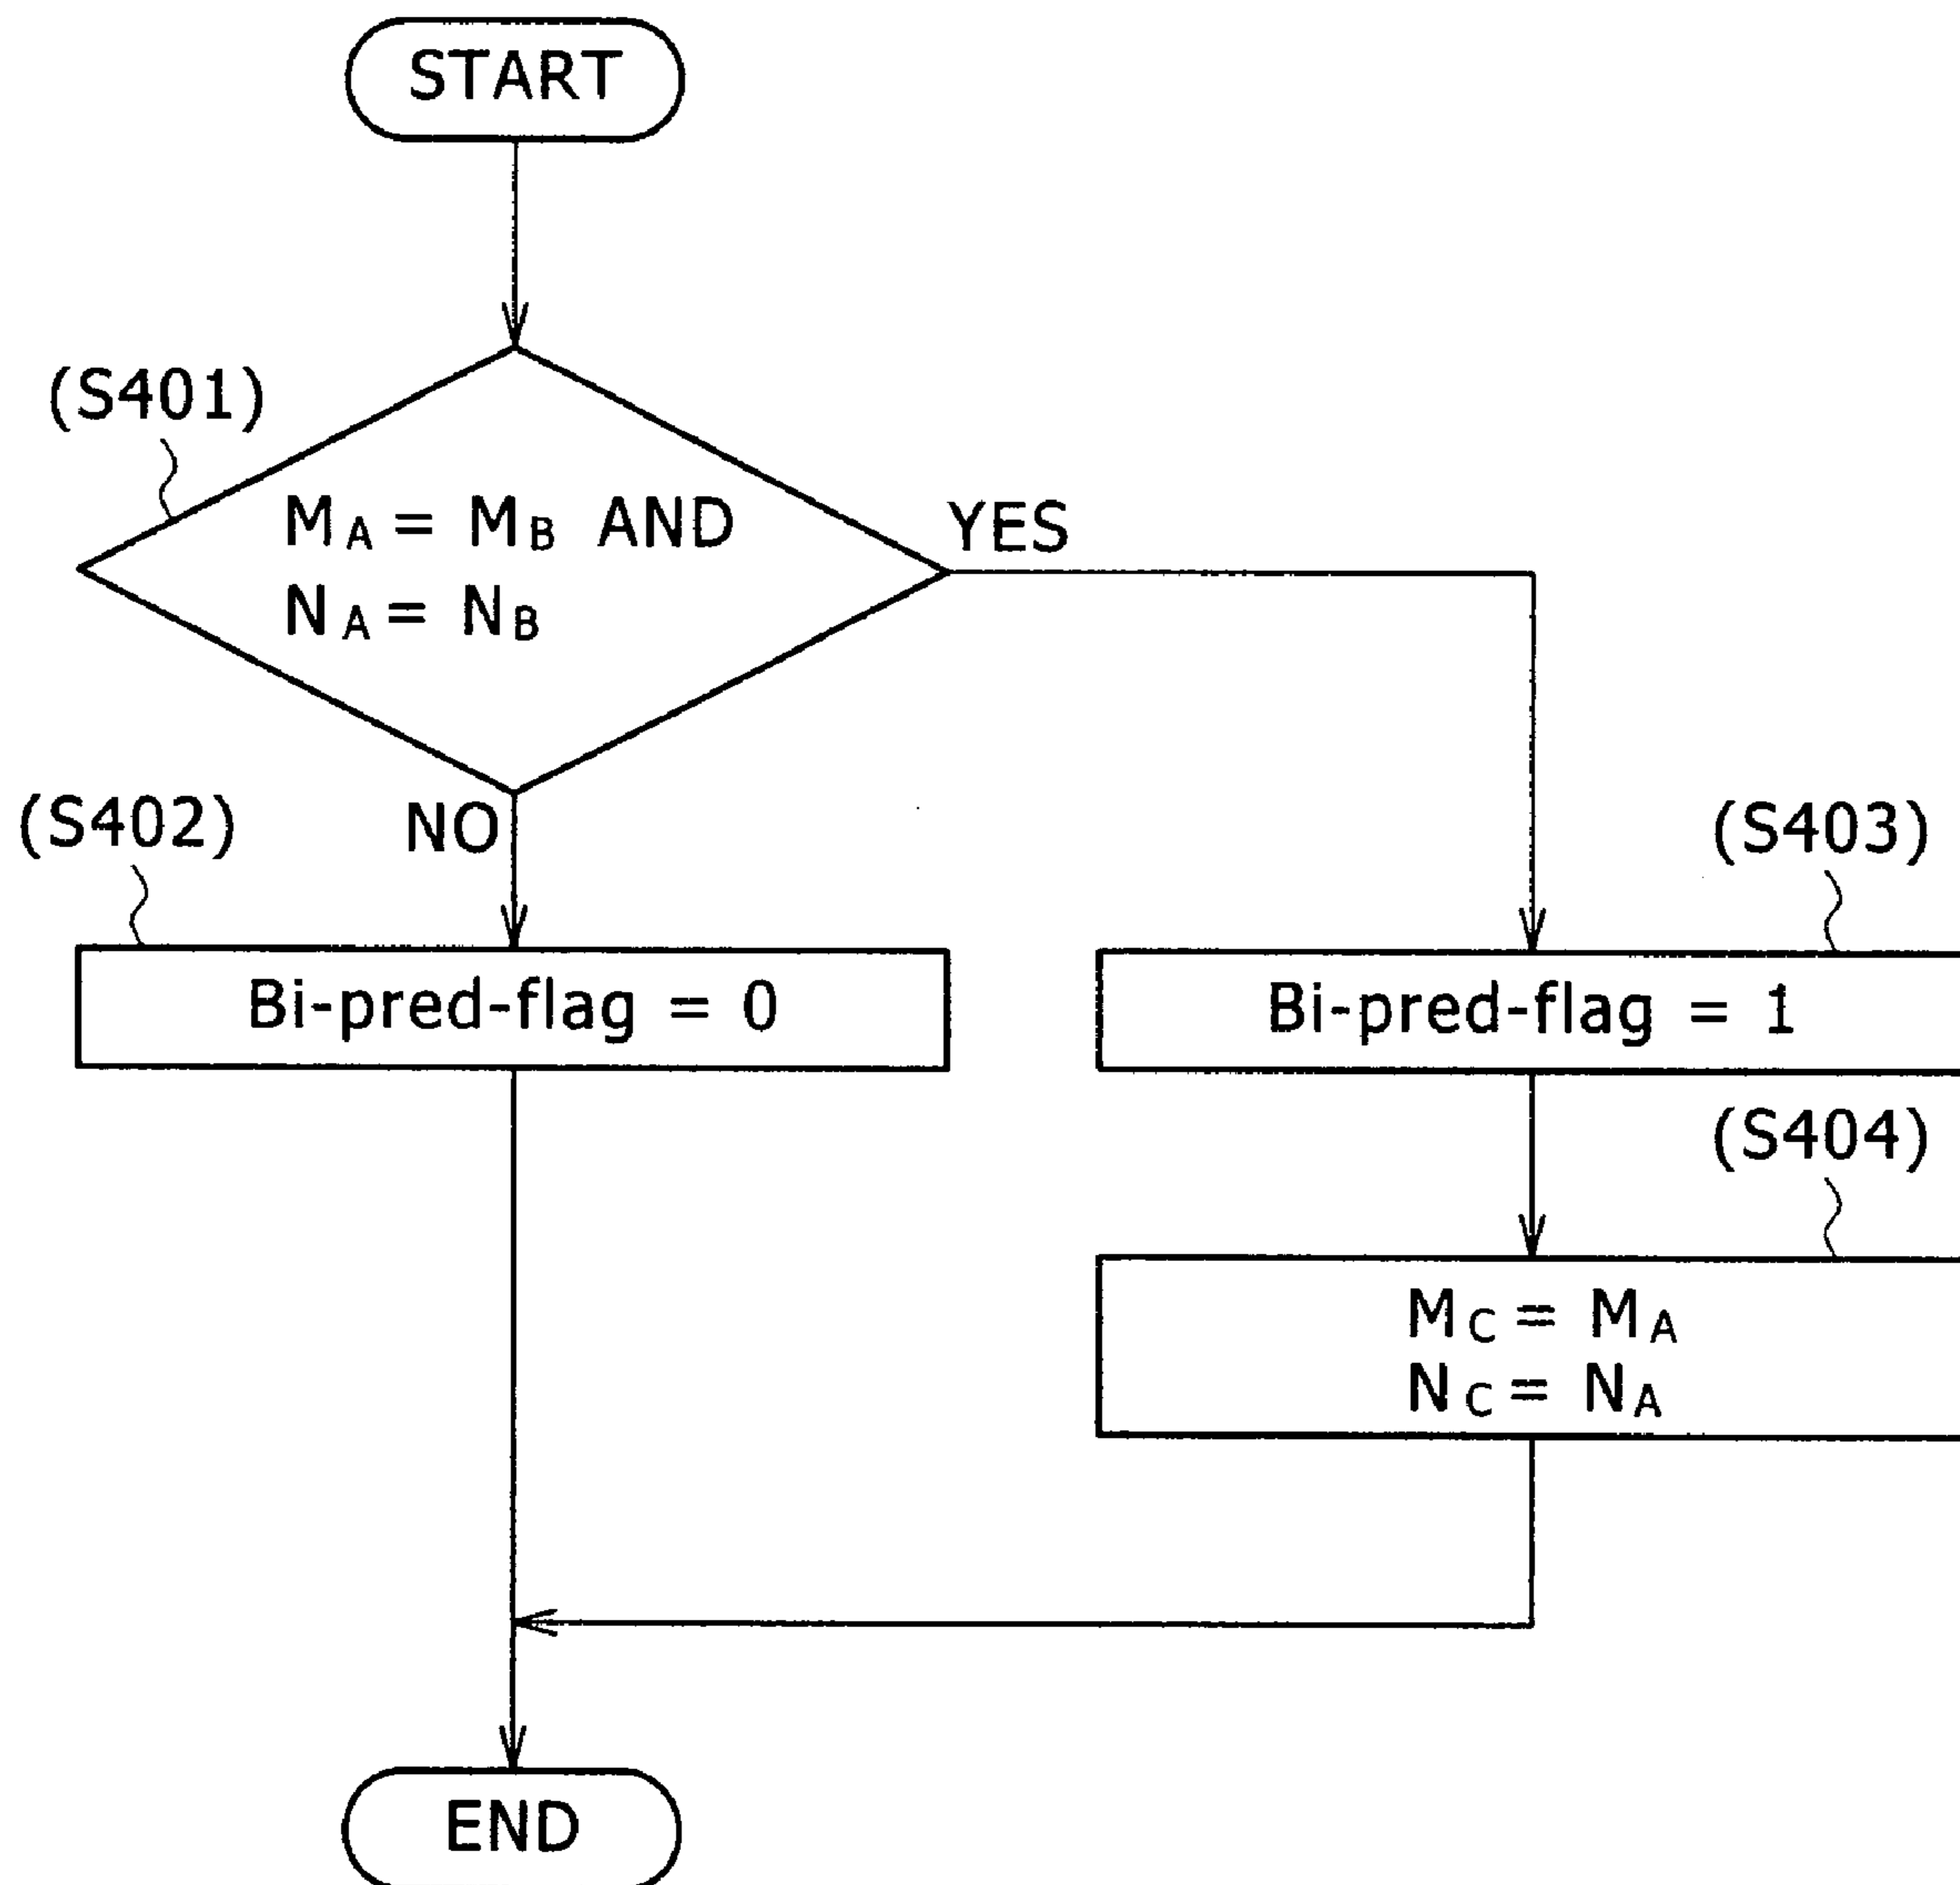 START
(S401)
MA = MB AND
NA = NB
YES
NO
(S402)
(S403)
Bi-pred-flag = 0
Bi-pred-flag = 1
(S404)
MC = MA
NC = NA
END